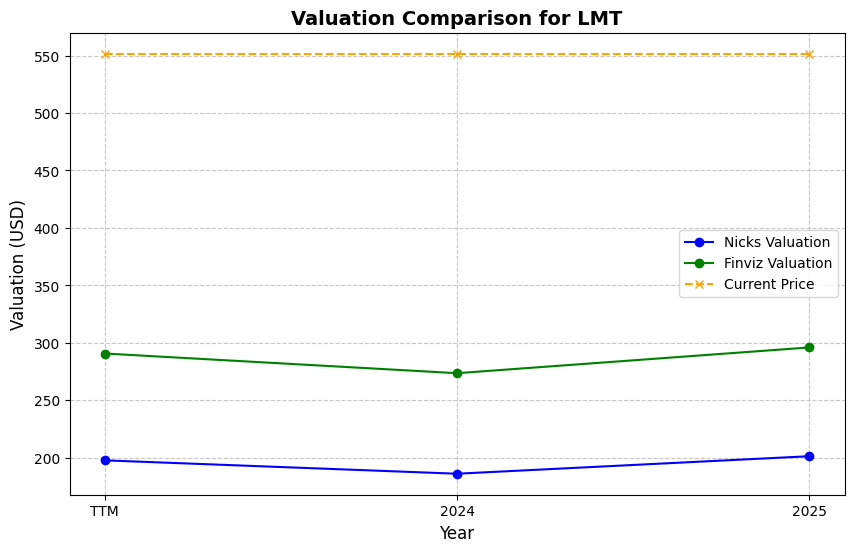 Valuation Comparison for LMT
Valuation (USD)
550
500
450
400
350
300
250
200
Nicks Valuation
Finviz Valuation
Current Price
TTM
2024
2025
Year